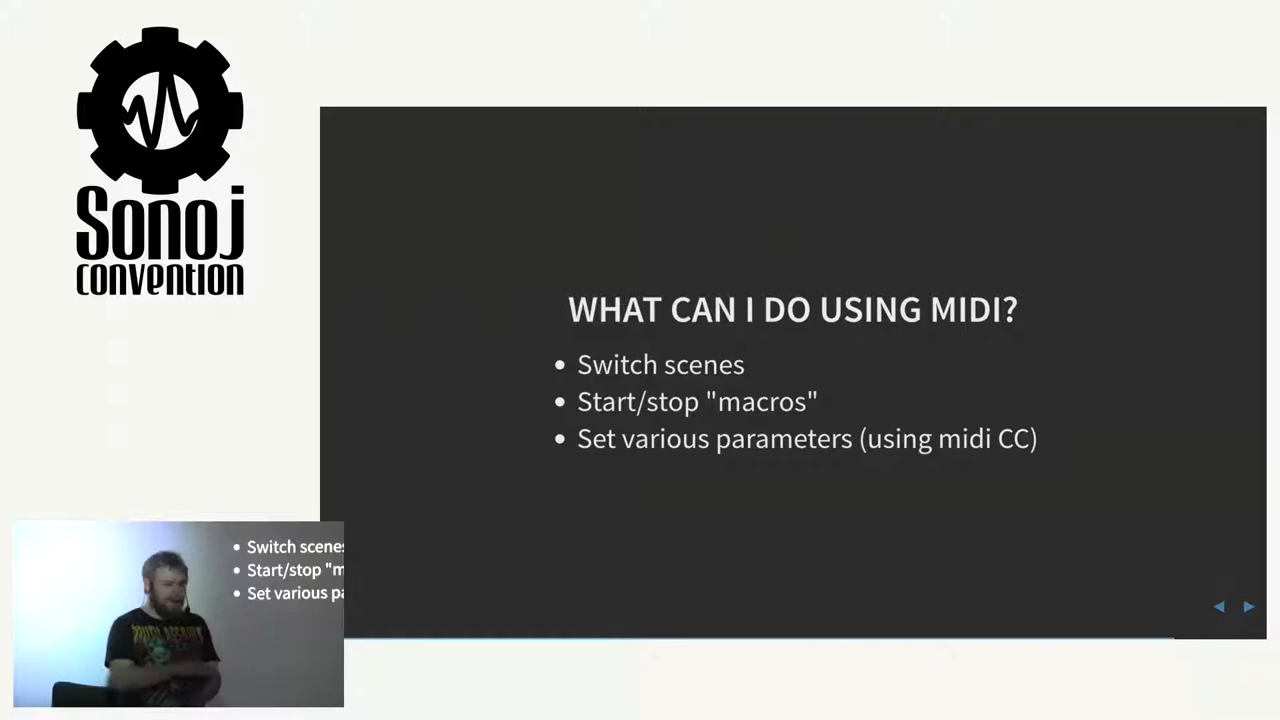 Sonoj
convention
WHAT CAN I DO USING MIDI?
• Switch scenes
• Start/stop "macros"
• Set various parameters (using midi CC)
• Switch scenes
• Start/stop "m
• Set various pa